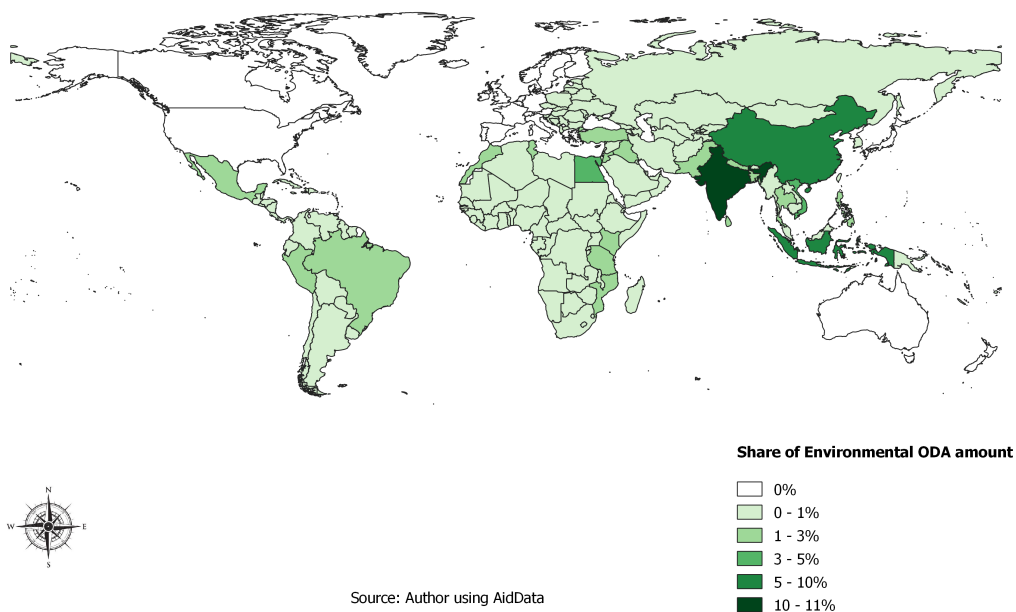 Share of Environmental ODA amount
0%
0 - 1%
1 - 3%
3 - 5%
5 - 10%
10 - 11%
N
W E
S
Source: Author using AidData